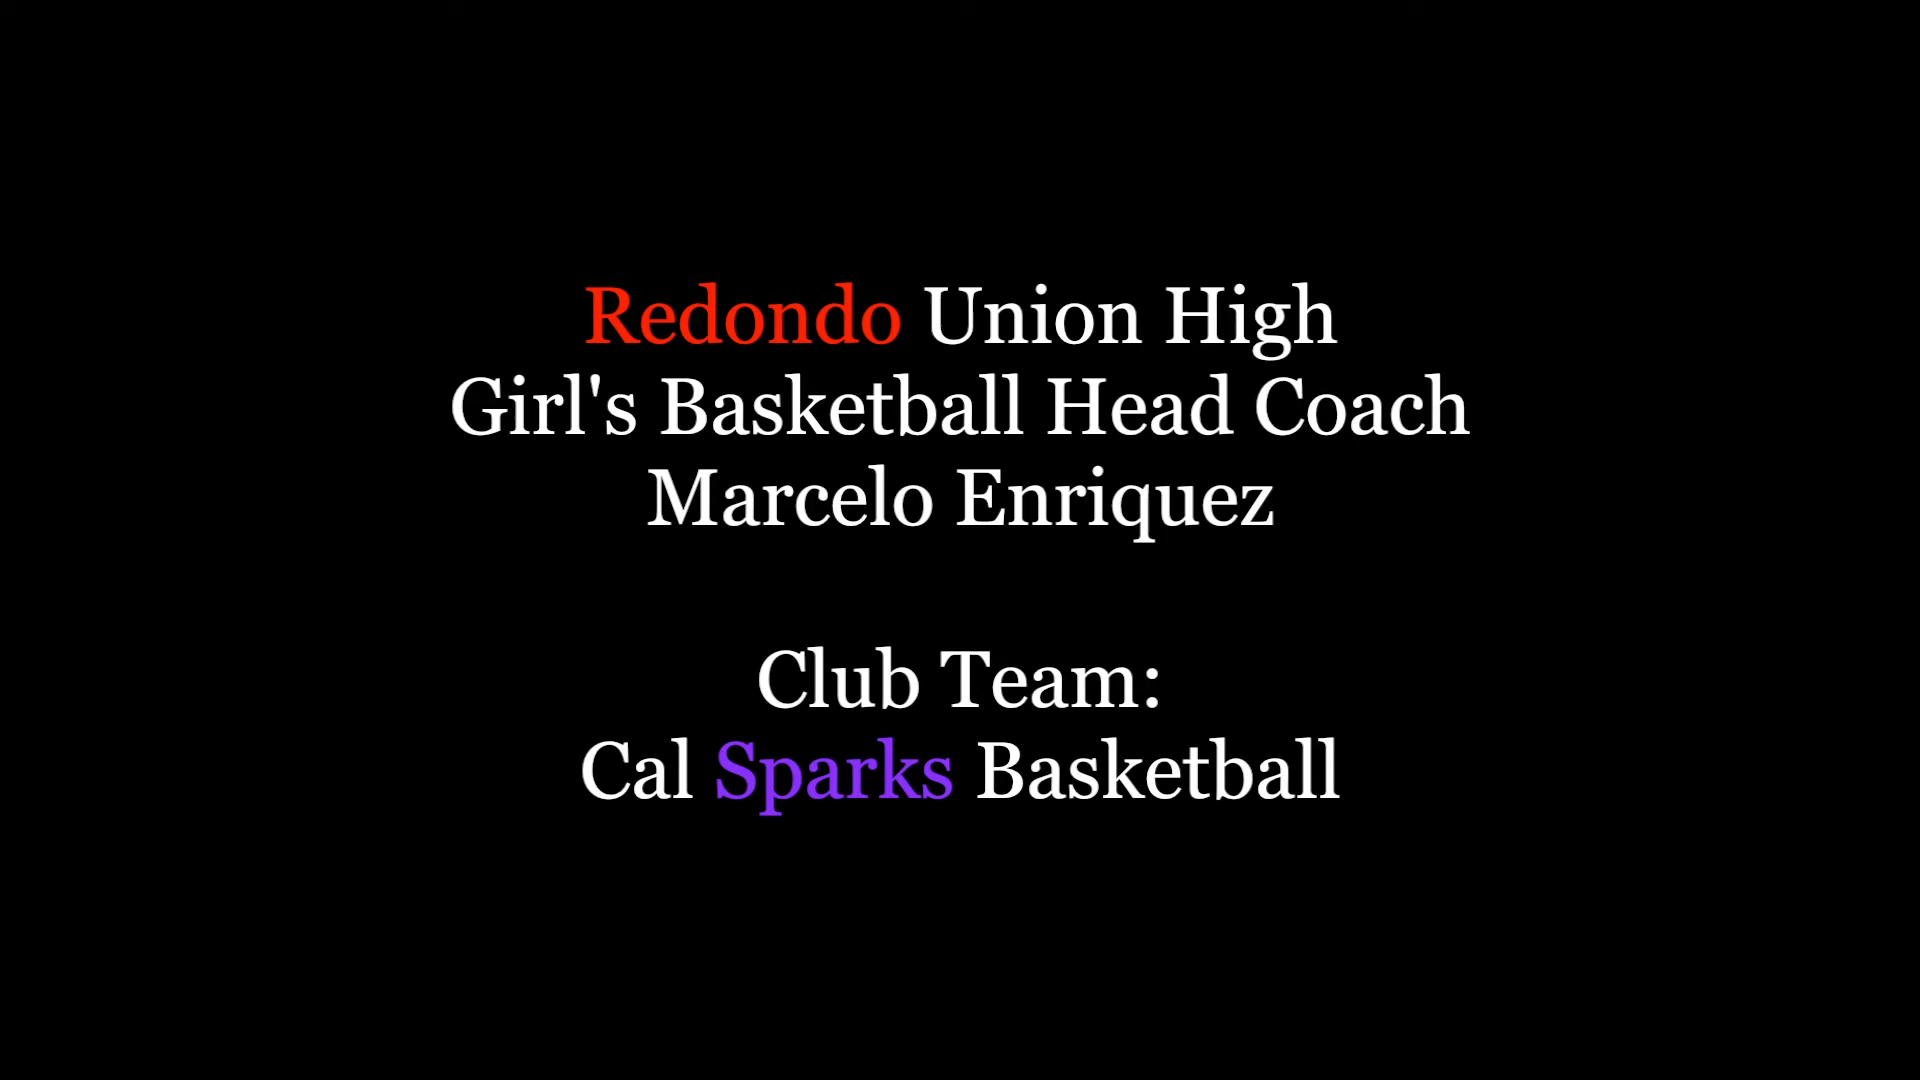 Redondo Union High
Girl's Basketball Head Coach
Marcelo Enriquez
Club Team:
Cal Sparks Basketball